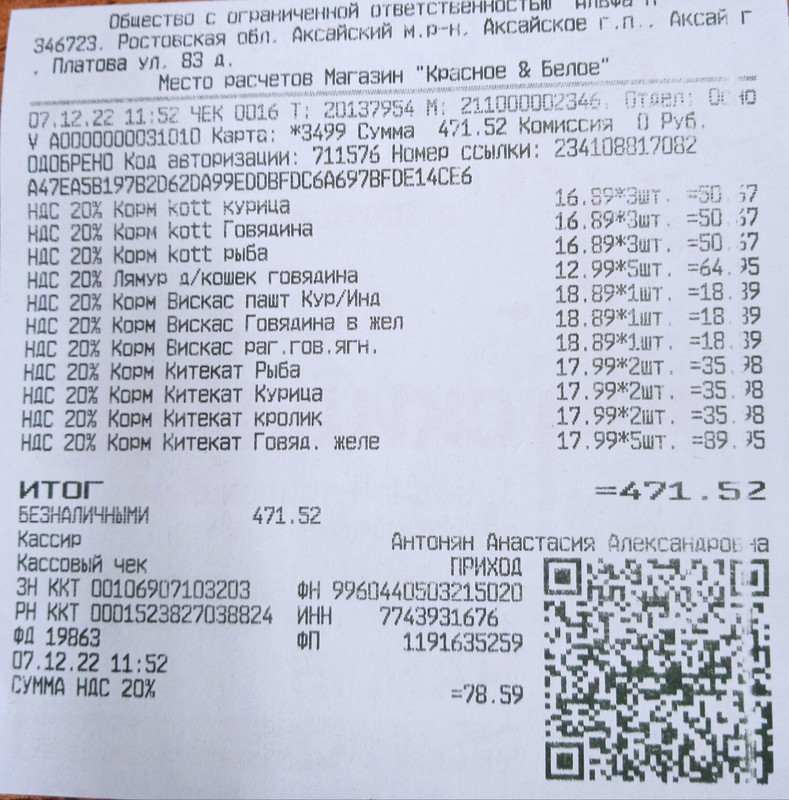 Общество с ограниченной ответственностью "Альфа
346723. Ростовская обл. Аксайский м.р-н, Аксайское г.п.. Аксай г
. Платова ул. 83 д.
Место расчетов Магазин "Красное & Белое"
07.12.22 11:52 ЧЕК 0016 Т: 20137954 М: 211000002346. Отдел:
V A0000000031010 Карта: *3499 Сумма 471.52 Комиссия 0 Руб.
ОДОБРЕНО Код авторизации: 711576 Номер ссылки: 234108817082
A47EA5B197B2D62DA99EDDBFDC6A697BFDE14CE6
НДС 20% Корм kott курица 16.89*3шт. =50.67
НДС 20% Корм kott Говядина 16.89*3шт. =50.67
НДС 20% Корм kott рыба 16.89*3шт. =50.67
НДС 20% Лямур д/кошек говядина 12.99*5шт. =64.95
НДС 20% Корм Вискас пашт Кур/Инд 18.89*1шт. =18.89
НДС 20% Корм Вискас Говядина в жел 18.89*1шт. =18.89
НДС 20% Корм Вискас раг.гов.ягн. 18.89*1шт. =18.89
НДС 20% Корм Китекат Рыба 17.99*2шт. =35.98
НДС 20% Корм Китекат Курица 17.99*2шт. =35.98
НДС 20% Корм Китекат кролик 17.99*2шт. =35.98
НДС 20% Корм Китекат Говяд. желе 17.99*5шт. =89.95
ИТОГ =471.52
БЕЗНАЛИЧНЫМИ 471.52
Кассир Антонян Анастасия Александровна
Кассовый чек ПРИХОД
ЗН ККТ 00106907103203 ФН 9960440503215020
РН ККТ 0001523827038824 ИНН 7743931676
ФД 19863 ФП 1191635259
07.12.22 11:52
СУММА НДС 20% =78.59